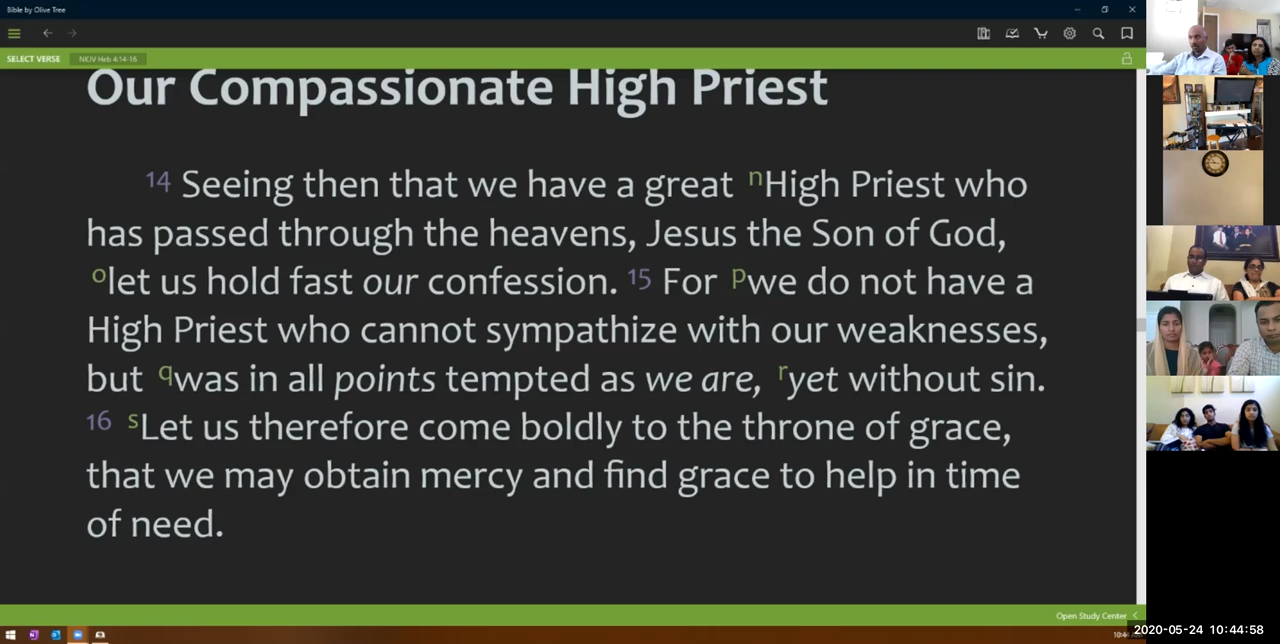 Bible by Olive Tree
SELECT VERSE NKJV Heb 4:14-16
Our Compassionate High Priest
14 Seeing then that we have a great nHigh Priest who
has passed through the heavens, Jesus the Son of God,
olet us hold fast our confession. 15 For pwe do not have a
High Priest who cannot sympathize with our weaknesses,
but qwas in all points tempted as we are, ryet without sin.
16 sLet us therefore come boldly to the throne of grace,
that we may obtain mercy and find grace to help in time
of need.
Open Study Center
2020-05-24 10:44:58